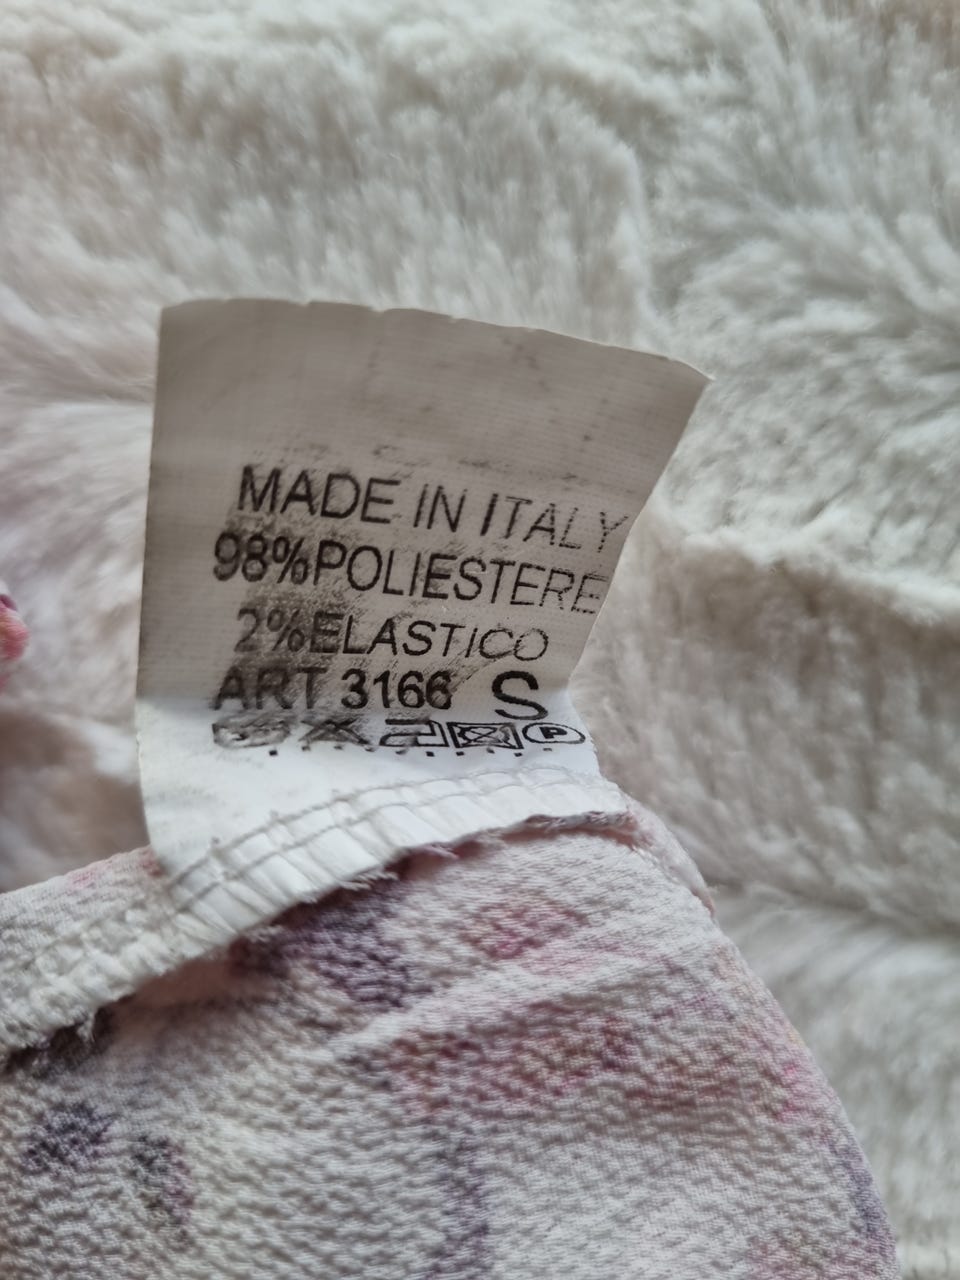 MADE IN ITALY
98%POLIESTERE
2%ELASTICO
ART 3166 S
P